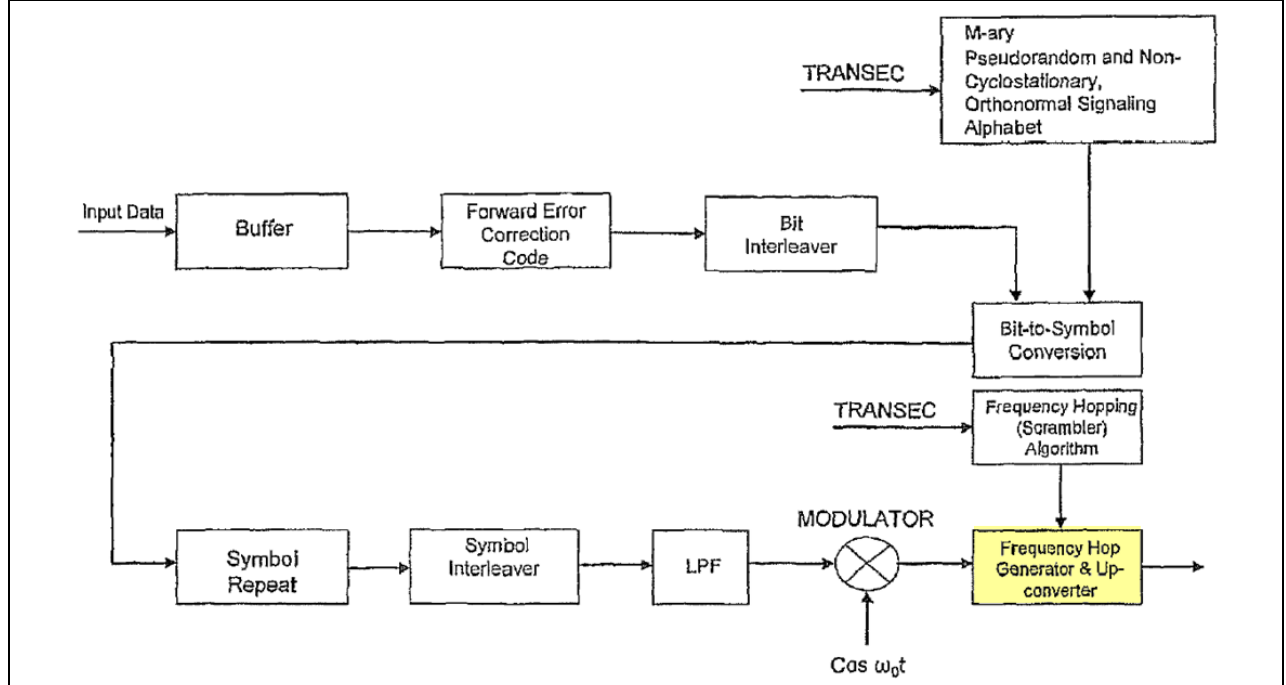 M-ary
Pseudorandom and Non-
Cyclostationary,
Orthonormal Signaling
Alphabet
TRANSEC
Input Data
Buffer
Forward Error
Correction
Code
Bit
Interleaver
Bit-to-Symbol
Conversion
TRANSEC
Frequency Hopping
(Scrambler)
Algorithm
MODULATOR
Symbol
Repeat
Symbol
Interleaver
LPF
Frequency Hop
Generator & Up-
converter
Cos ω₀t